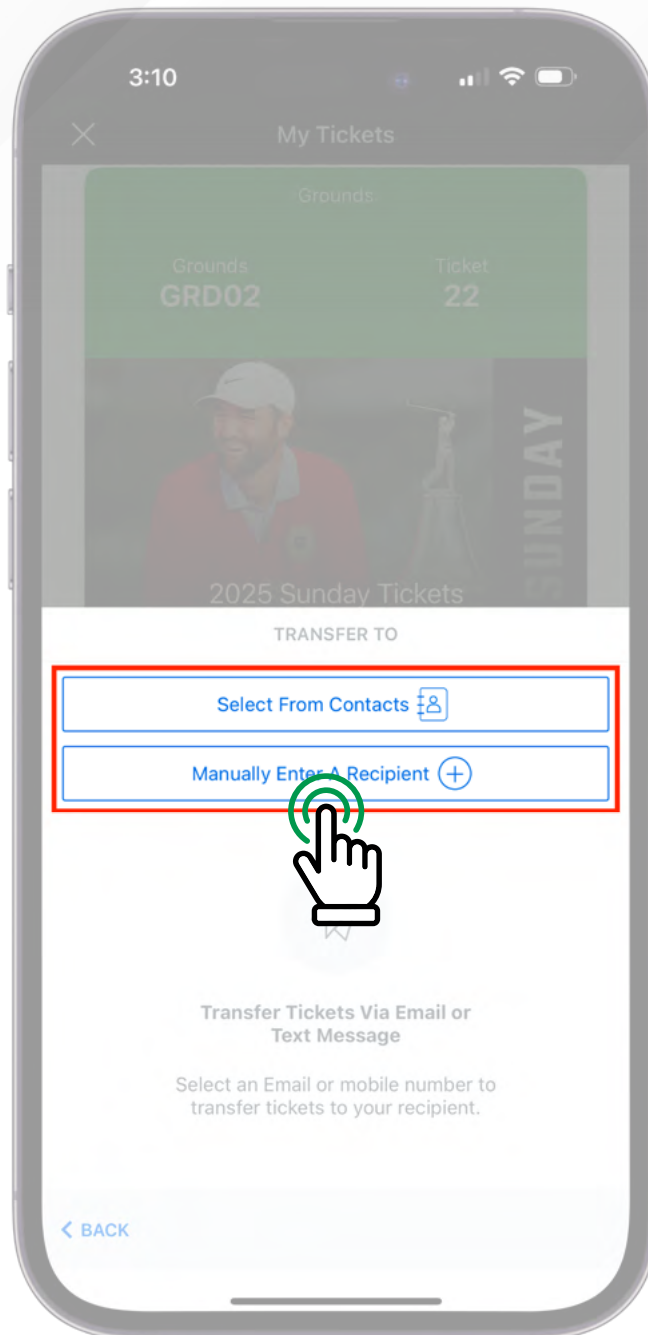 3:10
My Tickets
Grounds
Grounds Ticket
GRD02 22
SUNDAY
2025 Sunday Tickets
TRANSFER TO
Select From Contacts
Manually Enter A Recipient
Transfer Tickets Via Email or
Text Message
Select an Email or mobile number to
transfer tickets to your recipient.
BACK